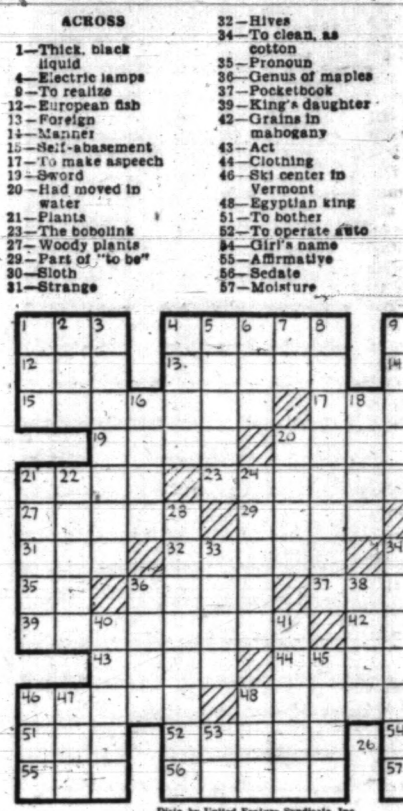 ACROSS
1—Thick, black
liquid
4—Electric lamps
9—To realize
12—European fish
13—Foreign
14—Manner
15—Self-abasement
17—To make aspeech
19—Sword
20—Had moved in
water
21—Plants
23—The bobolink
27—Woody plants
29—Part of "to be"
30—Sloth
31—Strange
32—Hives
34—To clean, as
cotton
35—Pronoun
36—Genus of maples
37—Pocketbook
39—King's daughter
42—Grains in
mahogany
43—Act
44—Clothing
46—Ski center in
Vermont
48—Egyptian king
51—To bother
52—To operate auto
54—Girl's name
55—Affirmative
56—Sedate
57—Moisture
1 2 3 4 5 6 7 8 9
12 13 14
15 16 17 18
19 20
21 22 23 24
27 28 29
31 32 33 34
35 36 37 38
39 40 41 42
43 44 45
46 47 48
51 52 53 26 54
55 56 57
by United Feature Syndicate, Inc.